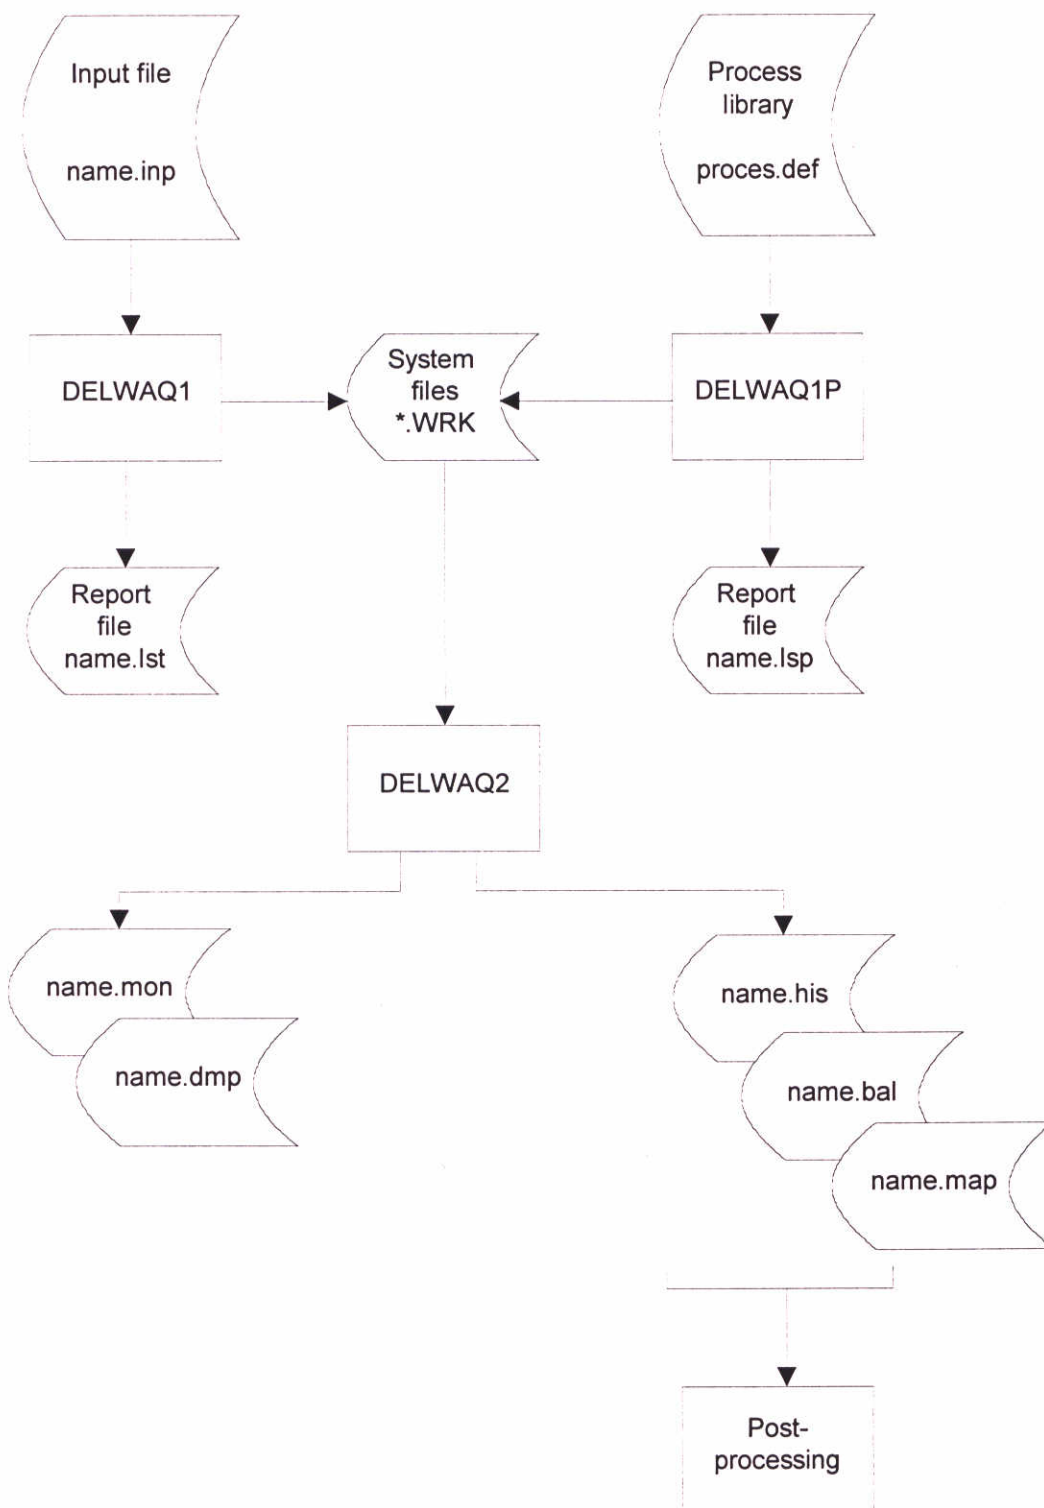 Input file
name.inp
Process
library
proces.def
DELWAQ1
System
files
*.WRK
DELWAQ1P
Report
file
name.lst
Report
file
name.lsp
DELWAQ2
name.mon
name.dmp
name.his
name.bal
name.map
Post-
processing